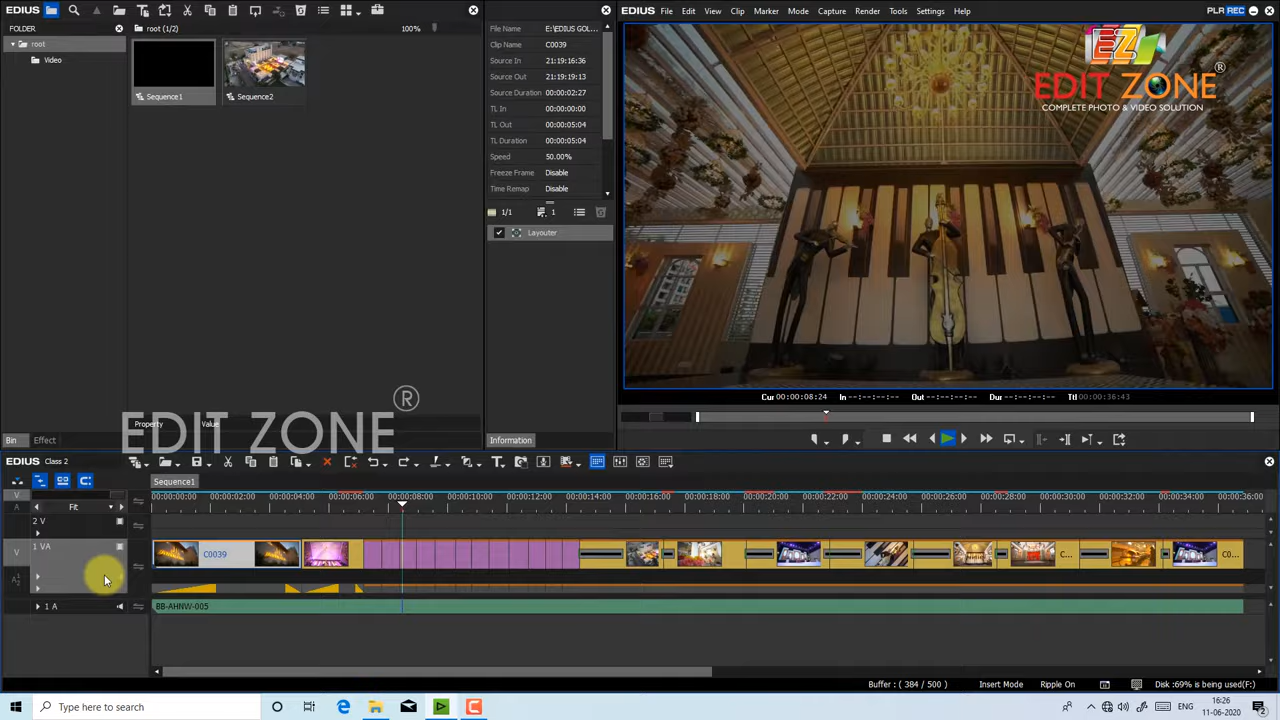 EDIUS File Edit View Clip Marker Mode Capture Render Tools Settings Help PLR REC
FOLDER
root
Video
root (1/2)
100%
Sequence1
Sequence2
File Name E:\EDIUS GOL...
Clip Name C0039
Source In 21:19:16:36
Source Out 21:19:19:13
Source Duration 00:00:02:27
TL In 00:00:00:00
TL Out 00:00:05:04
TL Duration 00:00:05:04
Speed 50.00%
Freeze Frame Disable
Time Remap Disable
1/1 1
Layouter
EZ
EDIT ZONE®
COMPLETE PHOTO & VIDEO SOLUTION
EDIT ZONE®
Property Value
Bin Effect
Information
Cur 00:00:08:24 In --:--:--:-- Out --:--:--:-- Dur --:--:--:-- Ttl 00:00:36:43
EDIUS Class 2
Sequence1
V
A
Fit
00:00:00:00 00:00:02:00 00:00:04:00 00:00:06:00 00:00:08:00 00:00:10:00 00:00:12:00 00:00:14:00 00:00:16:00 00:00:18:00 00:00:20:00 00:00:22:00 00:00:24:00 00:00:26:00 00:00:28:00 00:00:30:00 00:00:32:00 00:00:34:00 00:00:36:00
2 V
V 1 VA
C0039
C...
C0...
1 A
BB-AHNW-005
Buffer : ( 384 / 500 ) Insert Mode Ripple On Disk :69% is being used(F:)
Type here to search
ENG
16:26
11-06-2020
2